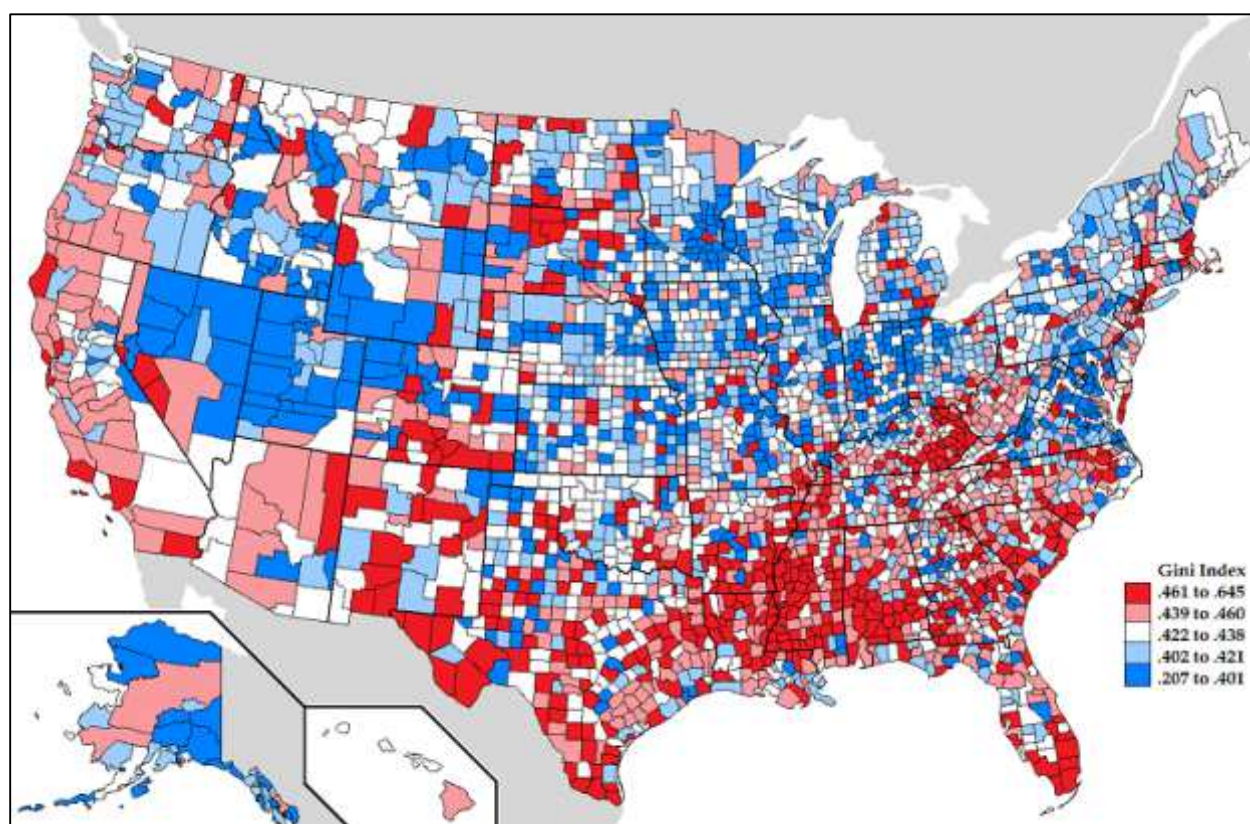 Gini Index
.461 to .645
.439 to .460
.422 to .438
.402 to .421
.207 to .401